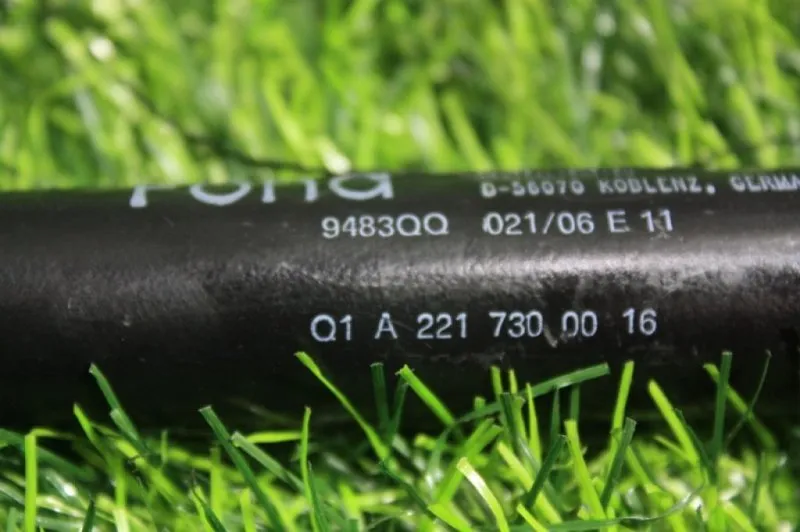 D-56070 KOBLENZ, GERMA
9483QQ 021/06 E 11
Q1 A 221 730 00 16